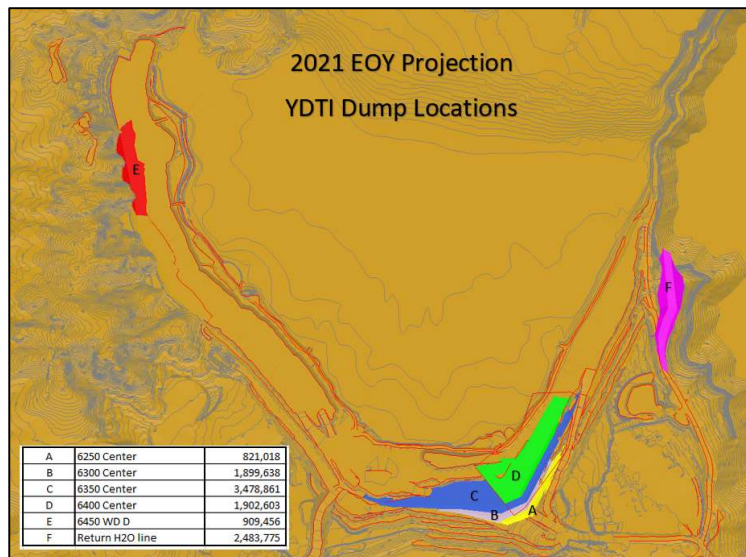 2021 EOY Projection
YDTI Dump Locations
E
F
D
C
A
B
A 6250 Center 821,018
B 6300 Center 1,899,638
C 6350 Center 3,478,861
D 6400 Center 1,902,603
E 6450 WD D 909,456
F Return H2O line 2,483,775